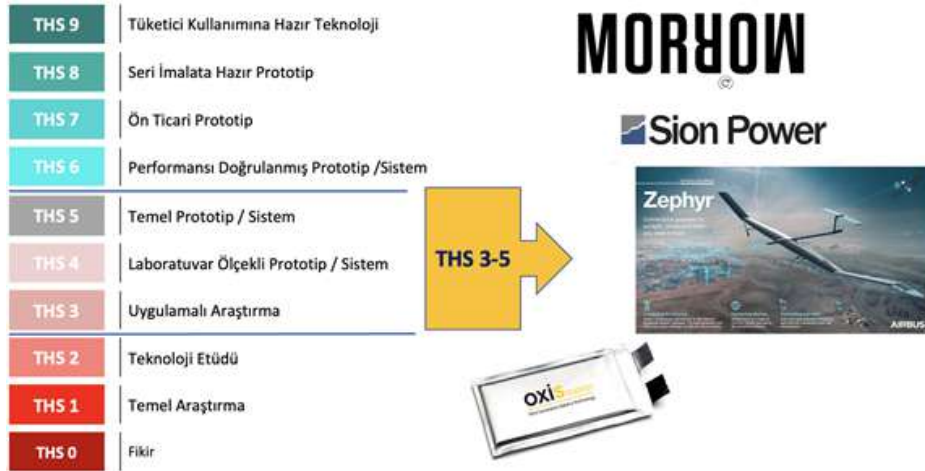 THS 9 Tüketici Kullanımına Hazır Teknoloji
THS 8 Seri İmalata Hazır Prototip
THS 7 Ön Ticari Prototip
THS 6 Performansı Doğrulanmış Prototip /Sistem
THS 5 Temel Prototip / Sistem
THS 4 Laboratuvar Ölçekli Prototip / Sistem
THS 3 Uygulamalı Araştırma
THS 2 Teknoloji Etüdü
THS 1 Temel Araştırma
THS 0 Fikir
THS 3-5
MORROW
Sion Power
Zephyr
AIRBUS
OXIS